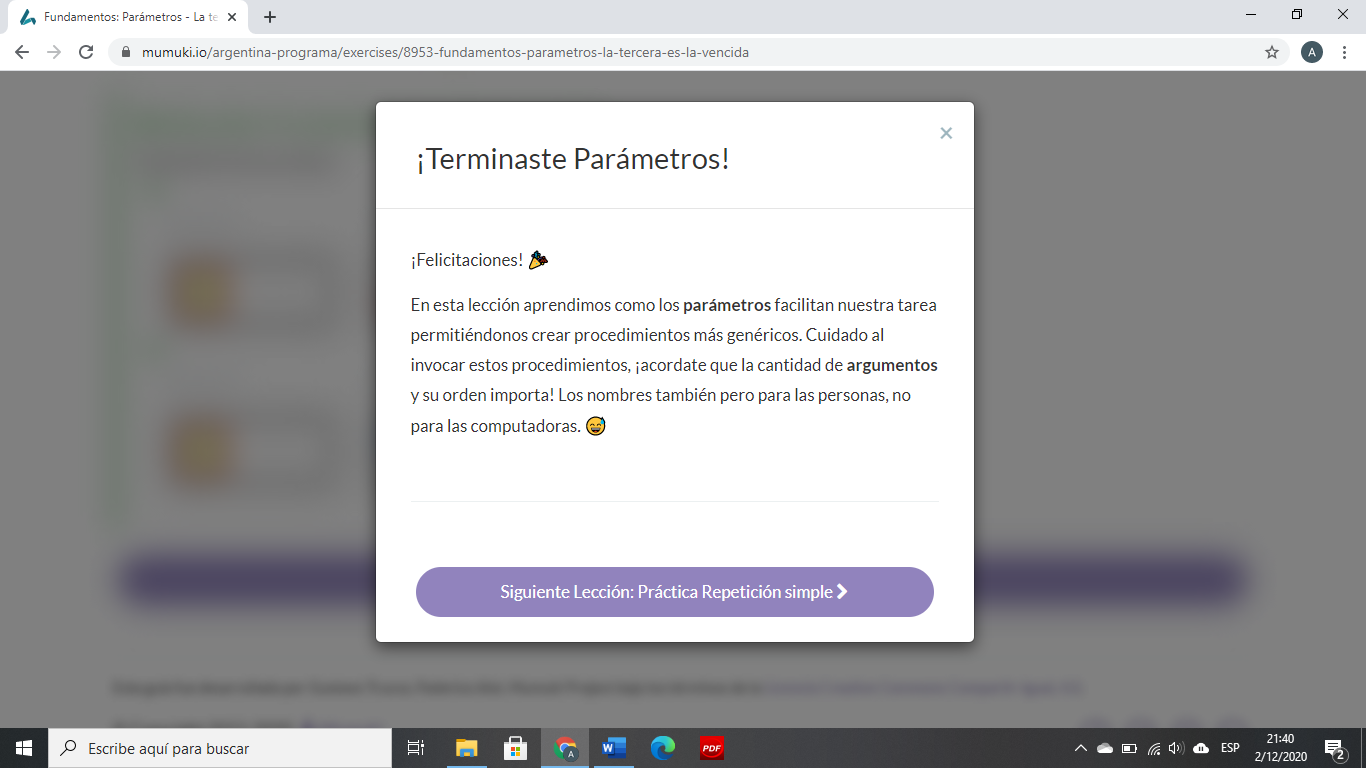 Fundamentos: Parámetros - La te
mumuki.io/argentina-programa/exercises/8953-fundamentos-parametros-la-tercera-es-la-vencida
A
¡Terminaste Parámetros!
¡Felicitaciones!
En esta lección aprendimos como los parámetros facilitan nuestra tarea
permitiéndonos crear procedimientos más genéricos. Cuidado al
invocar estos procedimientos, ¡acordate que la cantidad de argumentos
y su orden importa! Los nombres también pero para las personas, no
para las computadoras.
Siguiente Lección: Práctica Repetición simple
Escribe aquí para buscar
A
W
PDF
ESP
21:40
2/12/2020
2